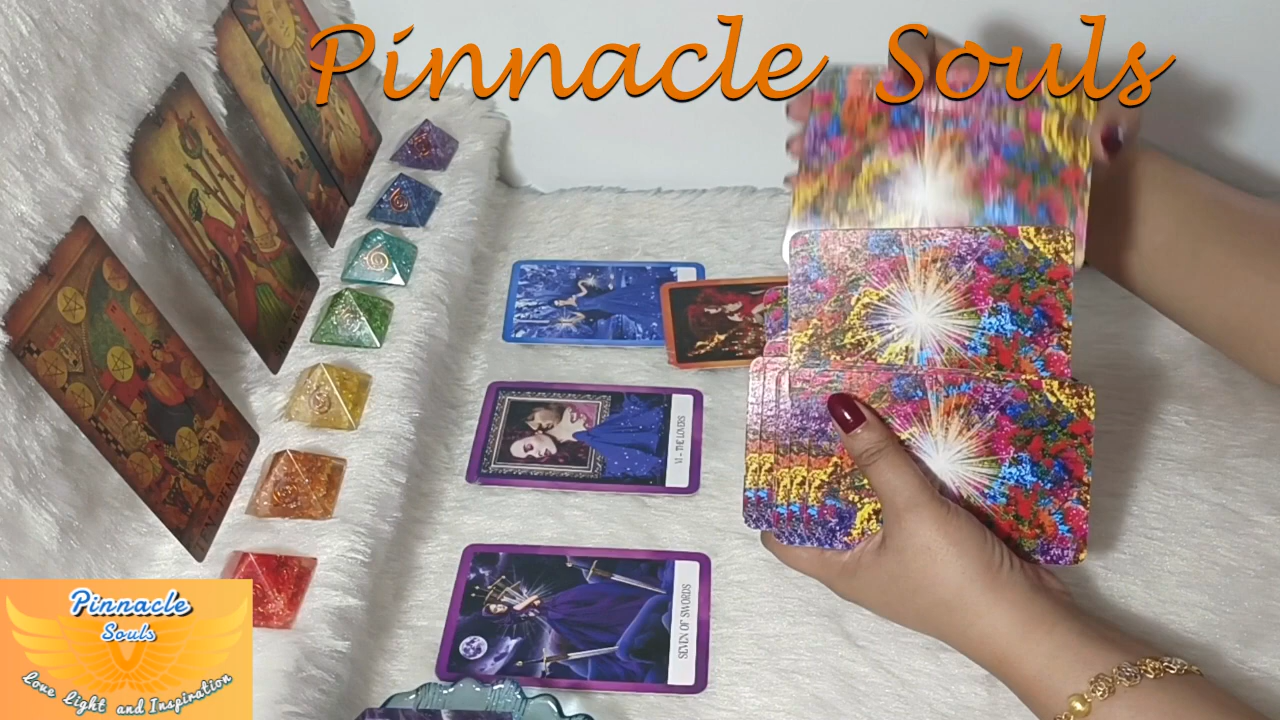 Pinnacle Souls
VI - THE LOVERS
SEVEN OF SWORDS
Pinnacle
Souls
Love Light and Inspiration